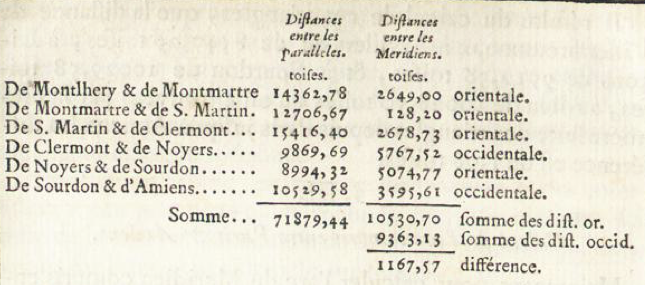 Distances Distances
entre les entre les
paralleles. Meridiens.
toises. toises.
De Montlhery & de Montmartre 14362,78 2649,00 orientale.
De Montmartre & de S. Martin. 12706,67 128,20 orientale.
De S. Martin & de Clermont.... 15416,40 2678,73 orientale.
De Clermont & de Noyers..... 9869,69 5767,52 occidentale.
De Noyers & de Sourdon...... 8994,32 5074,77 orientale.
De Sourdon & d'Amiens....... 10529,58 3595,61 occidentale.
Somme... 71879,44 10530,70 somme des dist. or.
9363,13 somme des dist. occid.
1167,57 différence.